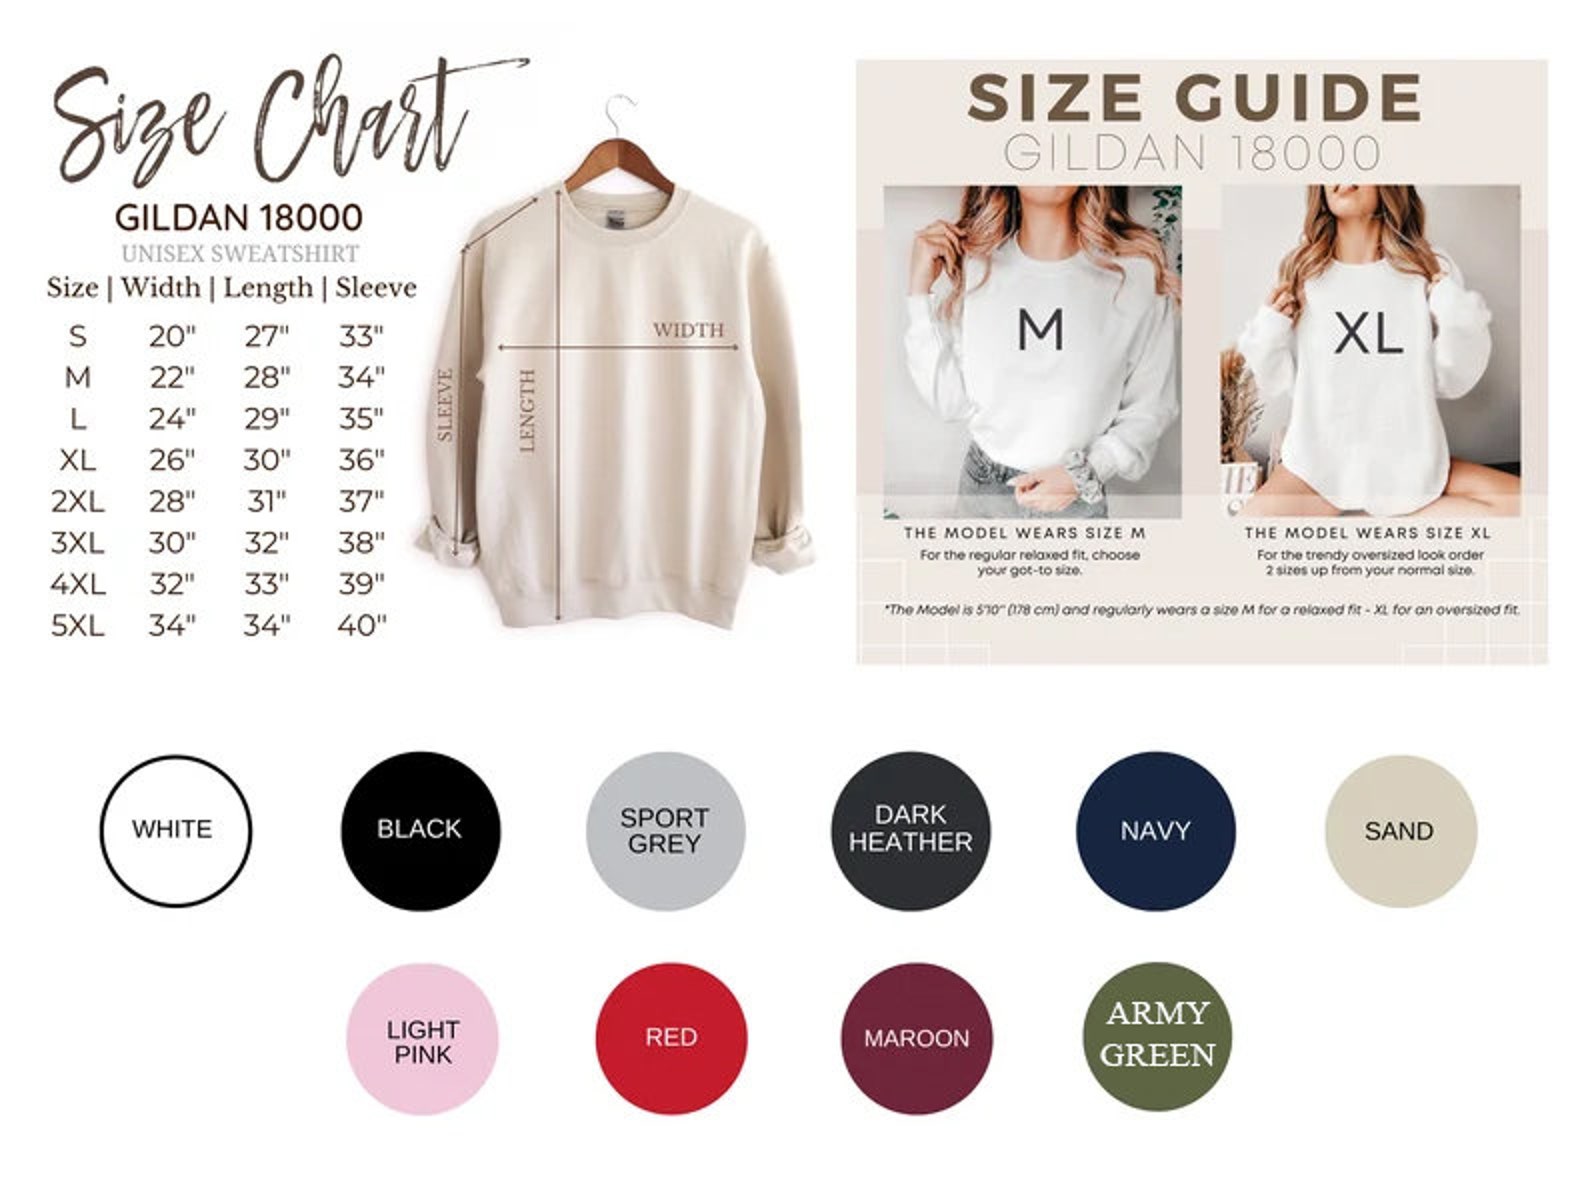 Size Chart
GILDAN 18000
UNISEX SWEATSHIRT
Size | Width | Length | Sleeve
S 20" 27" 33"
M 22" 28" 34"
L 24" 29" 35"
XL 26" 30" 36"
2XL 28" 31" 37"
3XL 30" 32" 38"
4XL 32" 33" 39"
5XL 34" 34" 40"
WIDTH
SLEEVE
LENGTH
SIZE GUIDE
GILDAN 18000
M
THE MODEL WEARS SIZE M
For the regular relaxed fit, choose
your got-to size.
XL
THE MODEL WEARS SIZE XL
For the trendy oversized look order
2 sizes up from your normal size.
*The Model is 5'10" (178 cm) and regularly wears a size M for a relaxed fit - XL for an oversized fit.
WHITE
BLACK
SPORT
GREY
DARK
HEATHER
NAVY
SAND
LIGHT
PINK
RED
MAROON
ARMY
GREEN